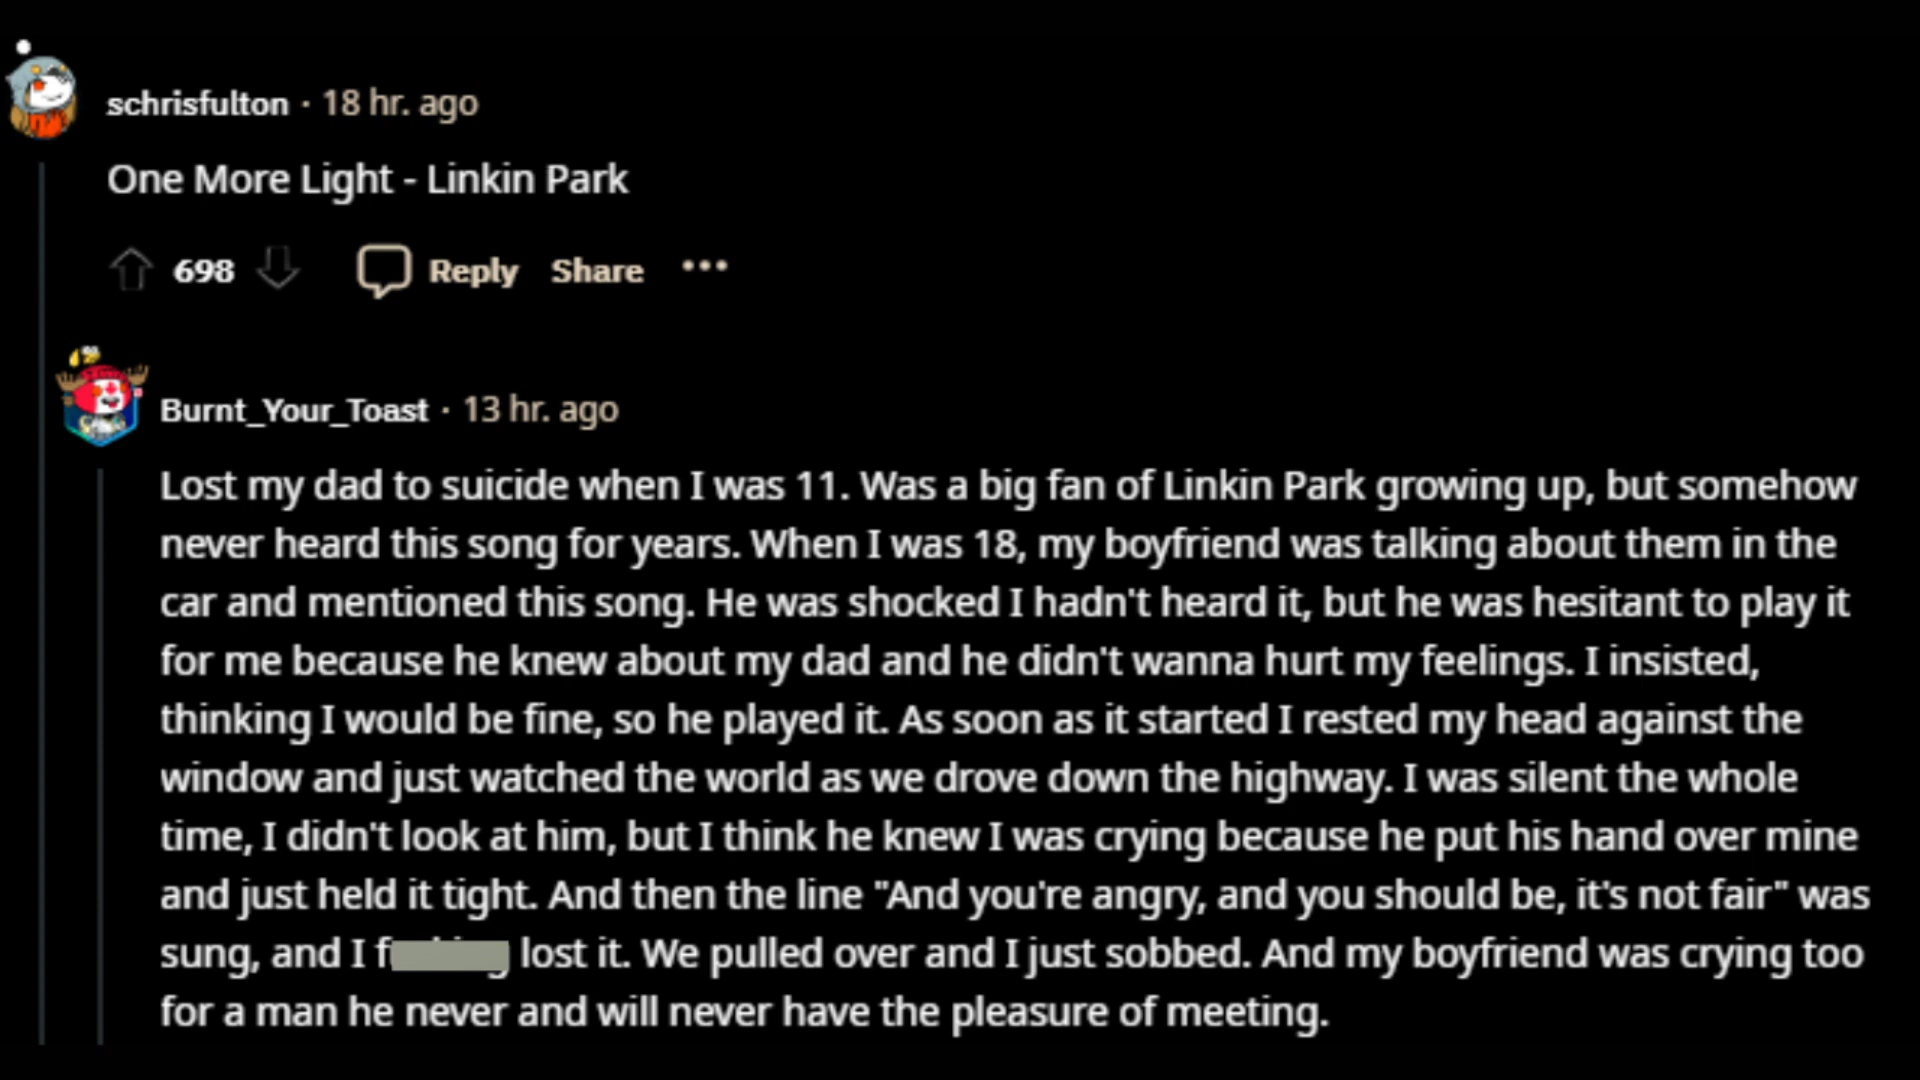 schrisfulton · 18 hr. ago
One More Light - Linkin Park
698 Reply Share ...
Burnt_Your_Toast · 13 hr. ago
Lost my dad to suicide when I was 11. Was a big fan of Linkin Park growing up, but somehow
never heard this song for years. When I was 18, my boyfriend was talking about them in the
car and mentioned this song. He was shocked I hadn't heard it, but he was hesitant to play it
for me because he knew about my dad and he didn't wanna hurt my feelings. I insisted,
thinking I would be fine, so he played it. As soon as it started I rested my head against the
window and just watched the world as we drove down the highway. I was silent the whole
time, I didn't look at him, but I think he knew I was crying because he put his hand over mine
and just held it tight. And then the line "And you're angry, and you should be, it's not fair" was
sung, and I lost it. We pulled over and I just sobbed. And my boyfriend was crying too
for a man he never and will never have the pleasure of meeting.